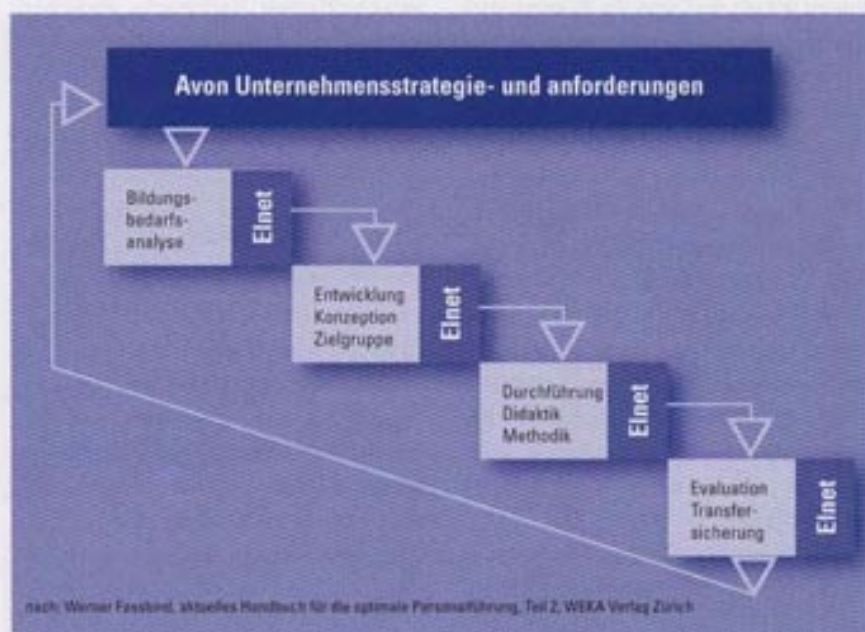 Avon Unternehmensstrategie- und anforderungen
Bildungs-
bedarfs-
analyse
Elnet
Entwicklung
Konzeption
Zielgruppe
Elnet
Durchführung
Didaktik
Methodik
Elnet
Evaluation
Transfer-
sicherung
Elnet
nach: Werner Fassbind, aktuelles Handbuch für die optimale Personalführung, Teil 2, WEKA Verlag Zürich